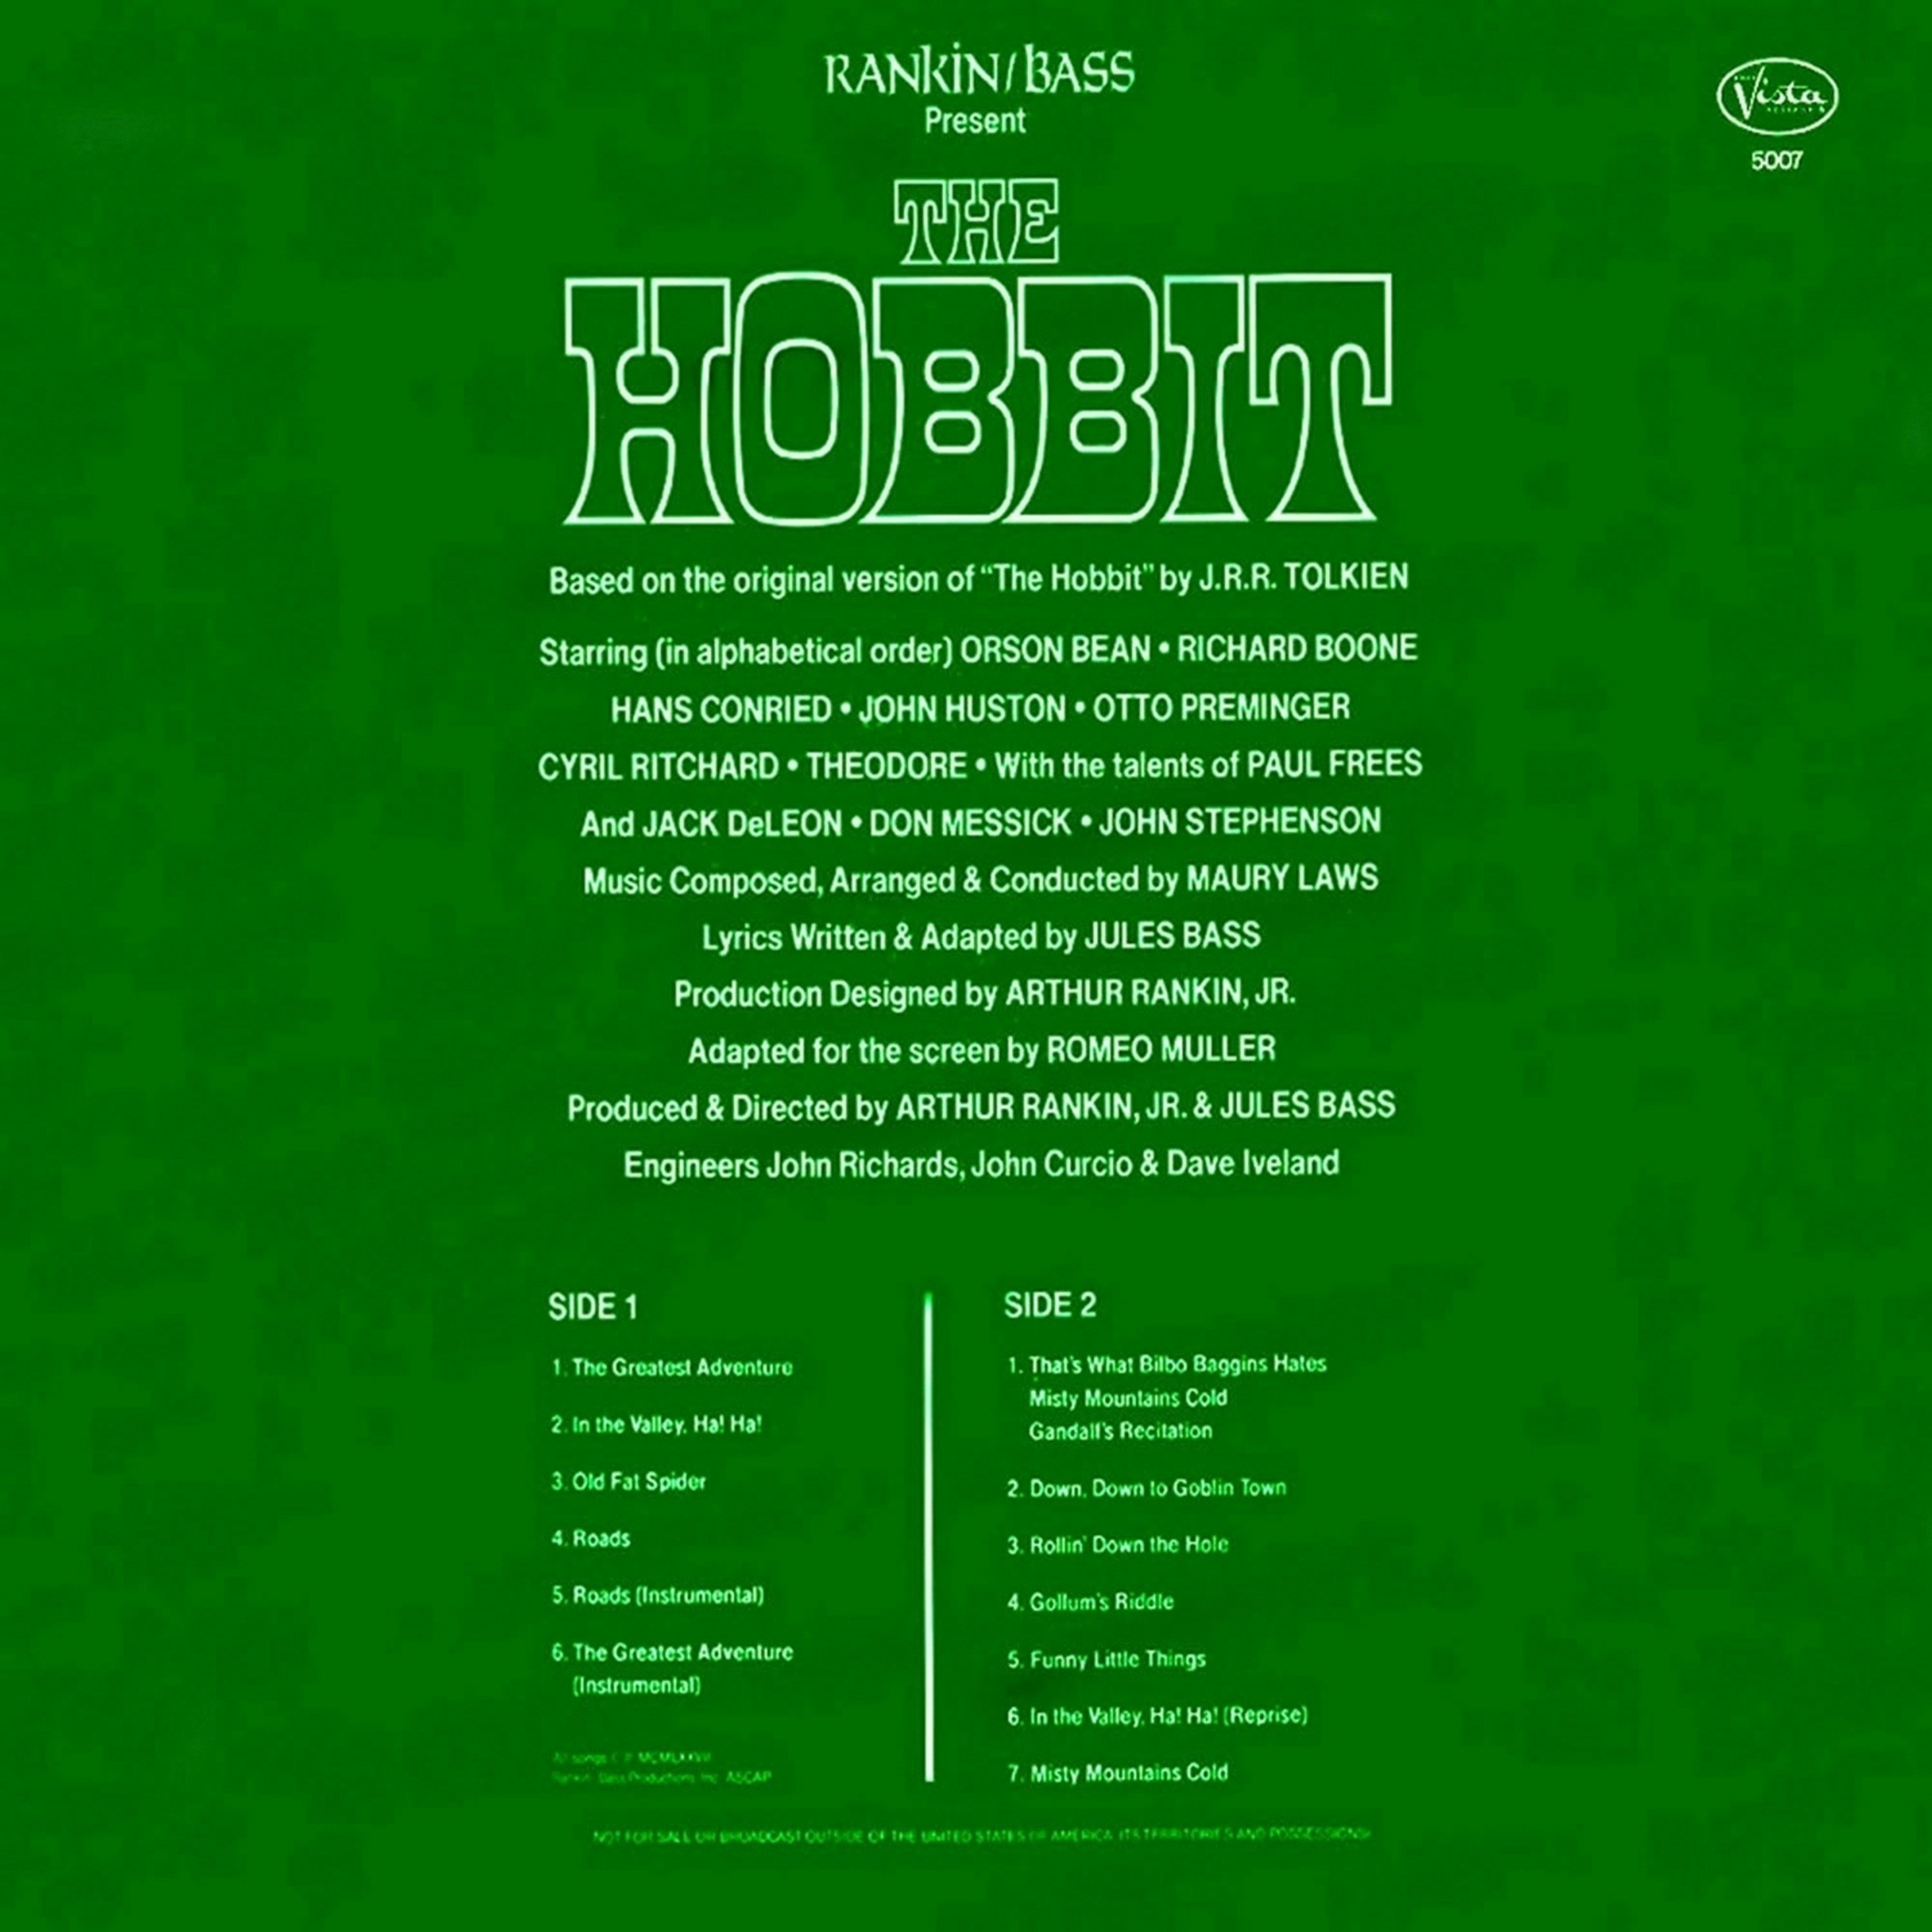 RANKIN/BASS
Present
Vista
5007
THE
HOBBIT
Based on the original version of “The Hobbit” by J.R.R. TOLKIEN
Starring (in alphabetical order) ORSON BEAN • RICHARD BOONE
HANS CONRIED • JOHN HUSTON • OTTO PREMINGER
CYRIL RITCHARD • THEODORE • With the talents of PAUL FREES
And JACK DeLEON • DON MESSICK • JOHN STEPHENSON
Music Composed, Arranged & Conducted by MAURY LAWS
Lyrics Written & Adapted by JULES BASS
Production Designed by ARTHUR RANKIN, JR.
Adapted for the screen by ROMEO MULLER
Produced & Directed by ARTHUR RANKIN, JR. & JULES BASS
Engineers John Richards, John Curcio & Dave Iveland
SIDE 1
1. The Greatest Adventure
2. In the Valley, Ha! Ha!
3. Old Fat Spider
4. Roads
5. Roads (Instrumental)
6. The Greatest Adventure
(Instrumental)
All songs MCMLXXVII
Rankin/Bass Productions, Inc. ASCAP
SIDE 2
1. That's What Bilbo Baggins Hates
Misty Mountains Cold
Gandalf's Recitation
2. Down, Down to Goblin Town
3. Rollin' Down the Hole
4. Gollum's Riddle
5. Funny Little Things
6. In the Valley, Ha! Ha! (Reprise)
7. Misty Mountains Cold
NOT FOR SALE OR BROADCAST OUTSIDE OF THE UNITED STATES OF AMERICA, ITS TERRITORIES AND POSSESSIONS